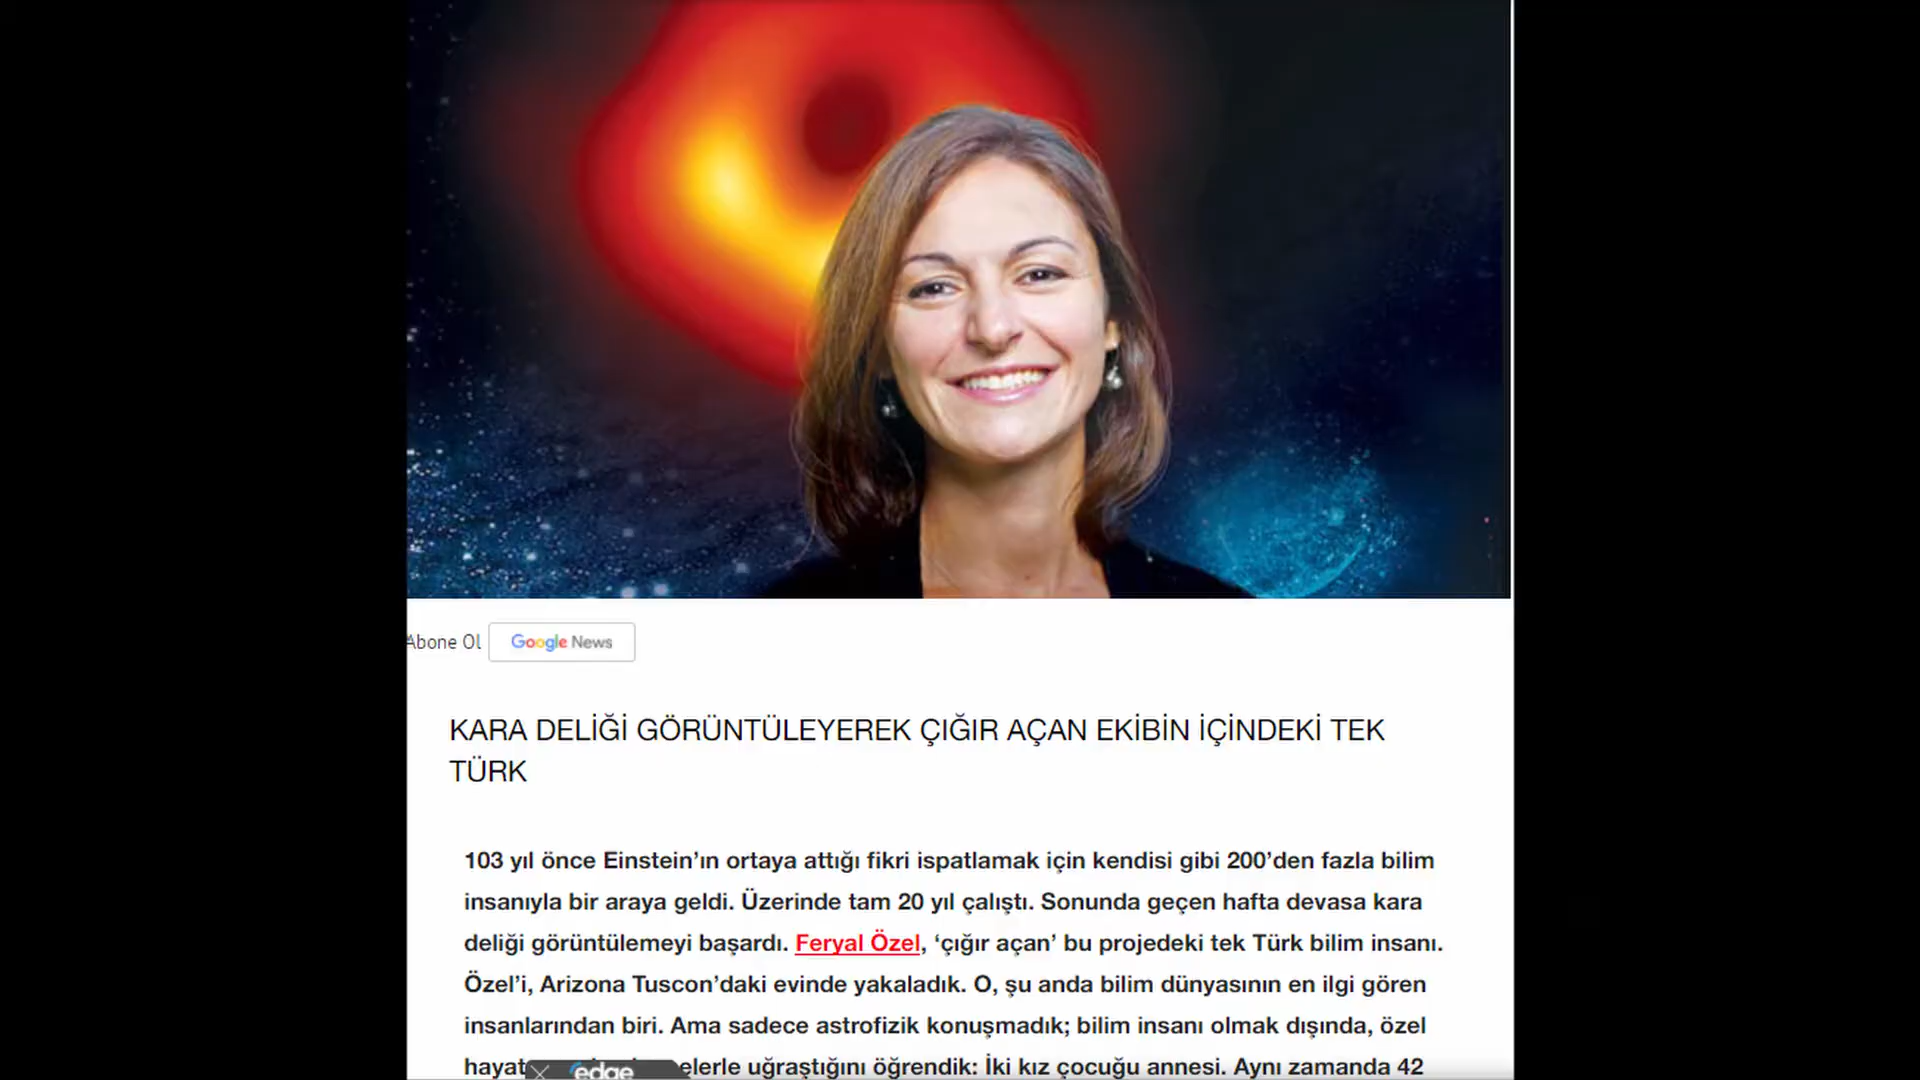 Abone Ol Google News
KARA DELİĞİ GÖRÜNTÜLEYEREK ÇIĞIR AÇAN EKİBİN İÇİNDEKİ TEK
TÜRK
103 yıl önce Einstein’ın ortaya attığı fikri ispatlamak için kendisi gibi 200’den fazla bilim
insanıyla bir araya geldi. Üzerinde tam 20 yıl çalıştı. Sonunda geçen hafta devasa kara
deliği görüntülemeyi başardı. Feryal Özel, ‘çığır açan’ bu projedeki tek Türk bilim insanı.
Özel’i, Arizona Tuscon’daki evinde yakaladık. O, şu anda bilim dünyasının en ilgi gören
insanlarından biri. Ama sadece astrofizik konuşmadık; bilim insanı olmak dışında, özel
uğraştığını öğrendik: İki kız çocuğu annesi. Aynı zamanda 42
edge